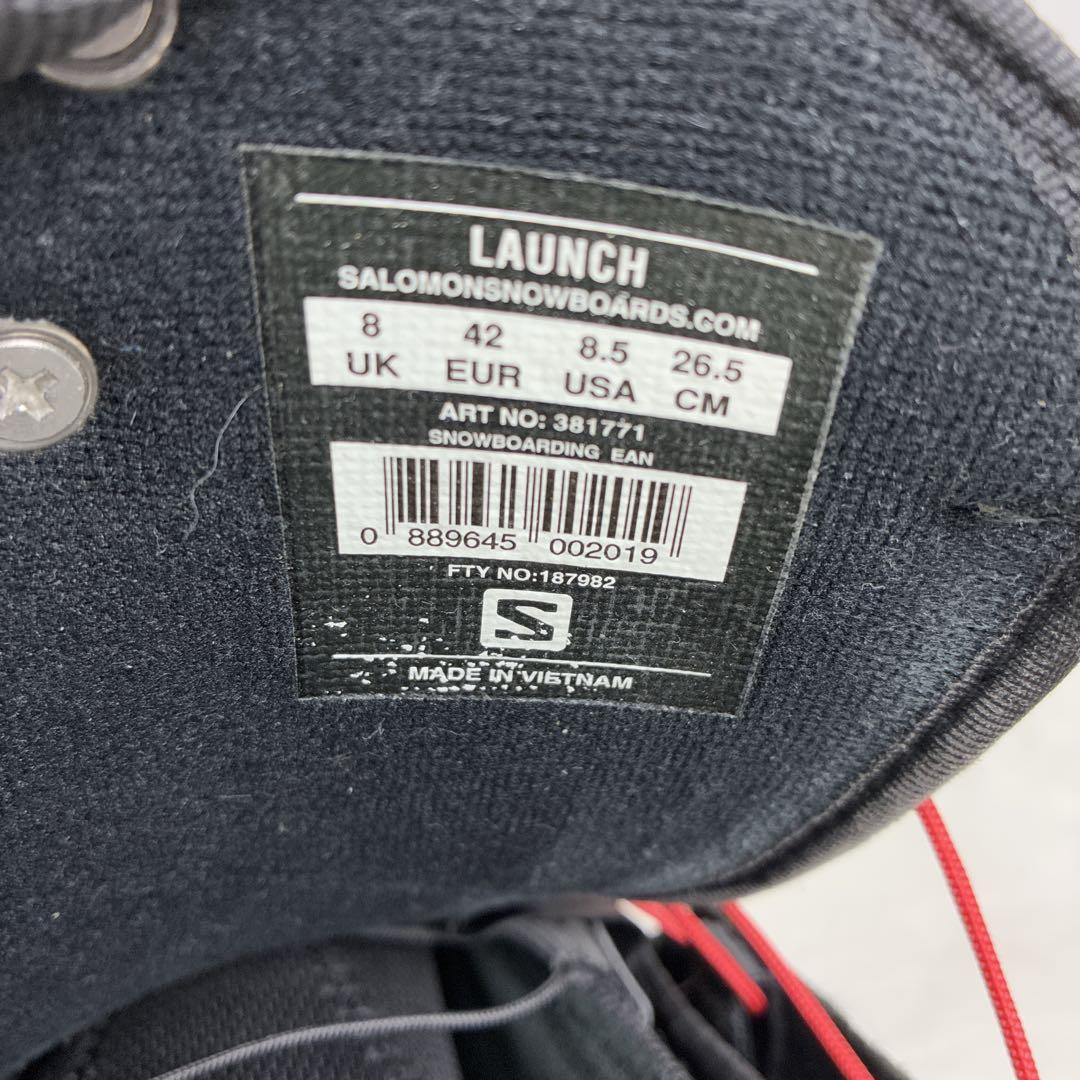 LAUNCH
SALOMONSNOWBOARDS.COM
8 42 8.5 26.5
UK EUR USA CM
ART NO: 381771
SNOWBOARDING EAN
0 889645 002019
FTY NO:187982
S
MADE IN VIETNAM